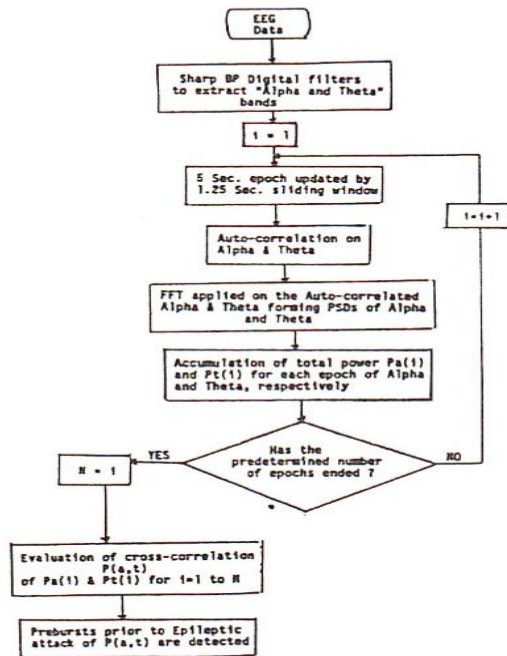 EEG
Data
Sharp BP Digital filters
to extract "Alpha and Theta"
bands
i = 1
5 Sec. epoch updated by
1.25 Sec. sliding window
i=i+1
Auto-correlation on
Alpha & Theta
FFT applied on the Auto-correlated
Alpha & Theta forming PSDs of Alpha
and Theta
Accumulation of total power Pa(i)
and Pt(i) for each epoch of Alpha
and Theta, respectively
Has the
predetermined number
of epochs ended ?
YES
NO
N = i
Evaluation of cross-correlation
P(a,t)
of Pa(i) & Pt(i) for i=1 to N
Prebursts prior to Epileptic
attack of P(a,t) are detected